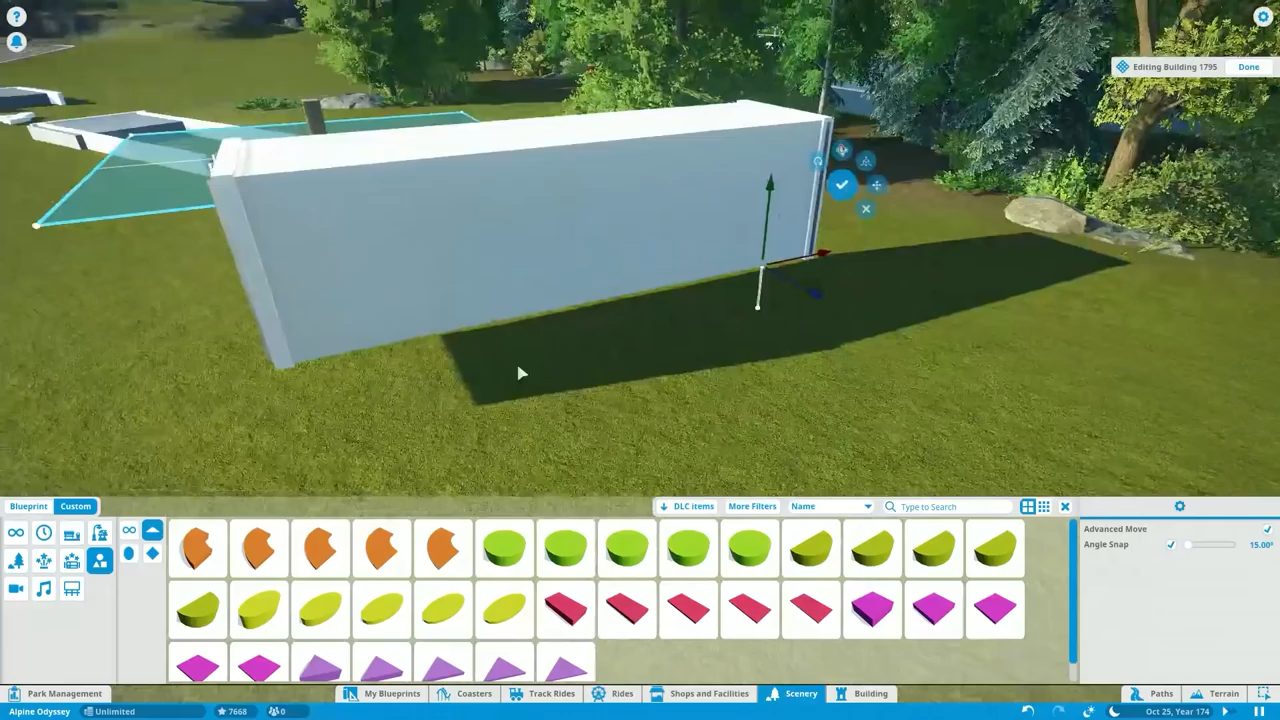 ?
Editing Building 1795
Done
Blueprint
Custom
DLC items
More Filters
Name
Type to Search
Advanced Move
Angle Snap
15.00°
Park Management
My Blueprints
Coasters
Track Rides
Rides
Shops and Facilities
Scenery
Building
Paths
Terrain
Alpine Odyssey
Unlimited
7668
0
Oct 25, Year 174